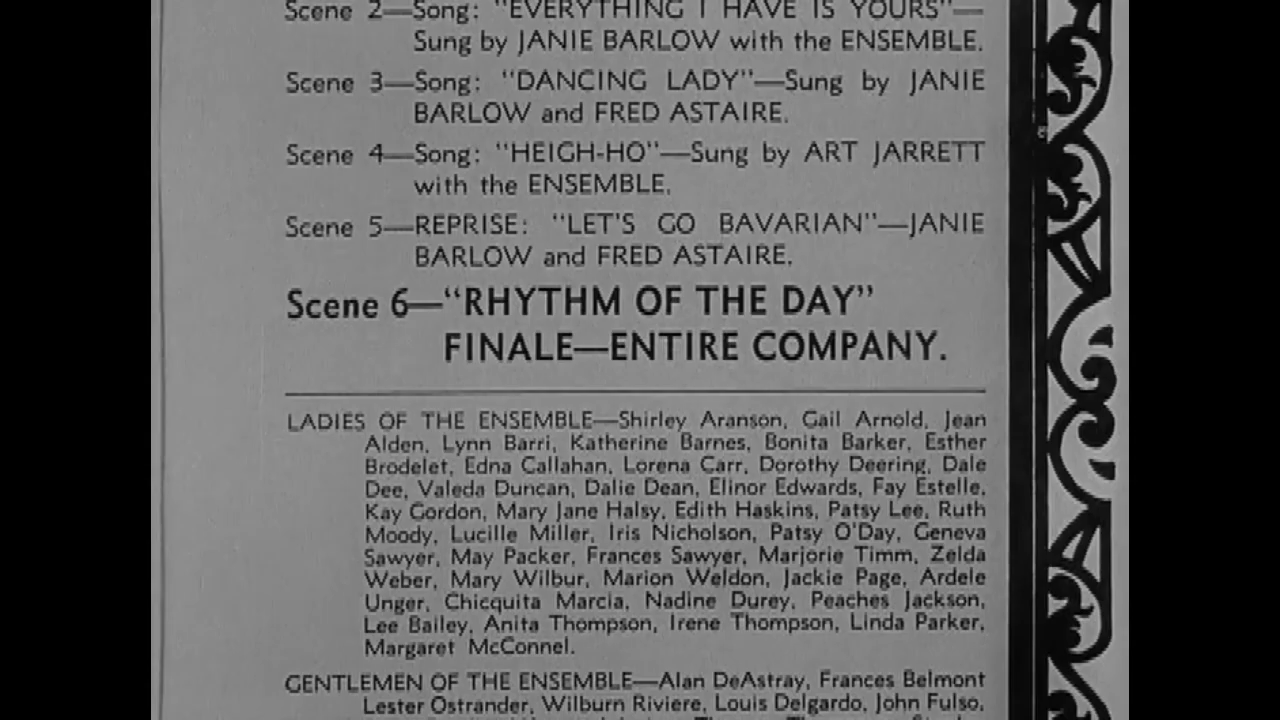 Scene 2—Song: "EVERYTHING I HAVE IS YOURS"—
Sung by JANIE BARLOW with the ENSEMBLE.
Scene 3—Song: "DANCING LADY"—Sung by JANIE
BARLOW and FRED ASTAIRE.
Scene 4—Song: "HEIGH-HO"—Sung by ART JARRETT
with the ENSEMBLE.
Scene 5—REPRISE: "LET'S GO BAVARIAN"—JANIE
BARLOW and FRED ASTAIRE.
Scene 6—"RHYTHM OF THE DAY"
FINALE—ENTIRE COMPANY.
LADIES OF THE ENSEMBLE—Shirley Aranson, Gail Arnold, Jean
Alden, Lynn Barri, Katherine Barnes, Bonita Barker, Esther
Brodelet, Edna Callahan, Lorena Carr, Dorothy Deering, Dale
Dee, Valeda Duncan, Dalie Dean, Elinor Edwards, Fay Estelle,
Kay Gordon, Mary Jane Halsy, Edith Haskins, Patsy Lee, Ruth
Moody, Lucille Miller, Iris Nicholson, Patsy O'Day, Geneva
Sawyer, May Packer, Frances Sawyer, Marjorie Timm, Zelda
Weber, Mary Wilbur, Marion Weldon, Jackie Page, Ardele
Unger, Chicquita Marcia, Nadine Durey, Peaches Jackson,
Lee Bailey, Anita Thompson, Irene Thompson, Linda Parker,
Margaret McConnel.
GENTLEMEN OF THE ENSEMBLE—Alan DeAstray, Frances Belmont
Lester Ostrander, Wilburn Riviere, Louis Delgardo, John Fulso,